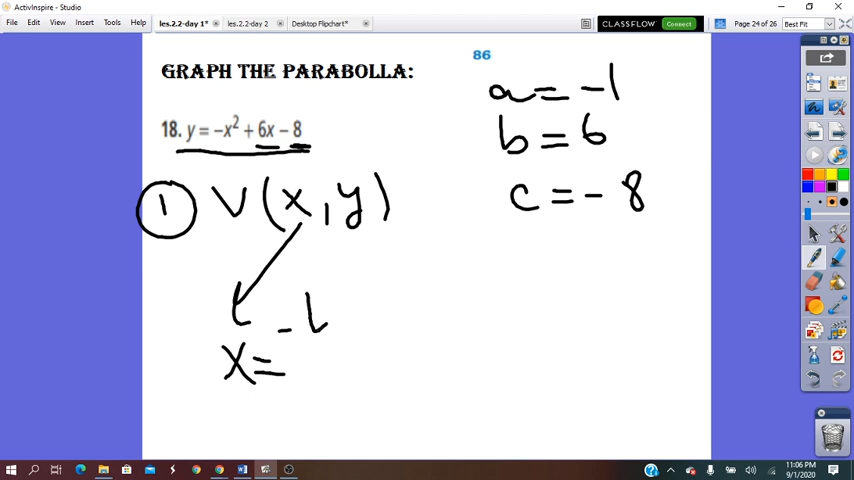 ActivInspire - Studio
File Edit View Insert Tools Help
les.2.2-day 1*
les.2.2-day 2
Desktop Flipchart*
CLASSFLOW Connect
Page 24 of 26
Best Fit
86
GRAPH THE PARABOLLA:
18. y = -x² + 6x - 8
a = -1
b = 6
c = - 8
1 V(x, y)
x = -
11:06 PM
9/1/2020